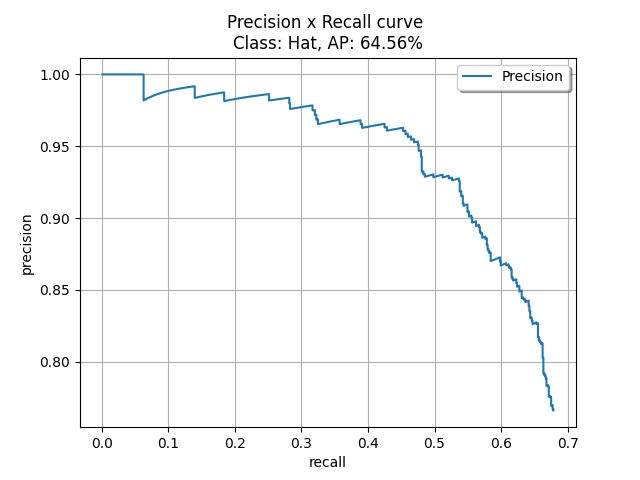 Precision x Recall curve
Class: Hat, AP: 64.56%
Precision
1.00
0.95
0.90
0.85
0.80
precision
0.0 0.1 0.2 0.3 0.4 0.5 0.6 0.7
recall